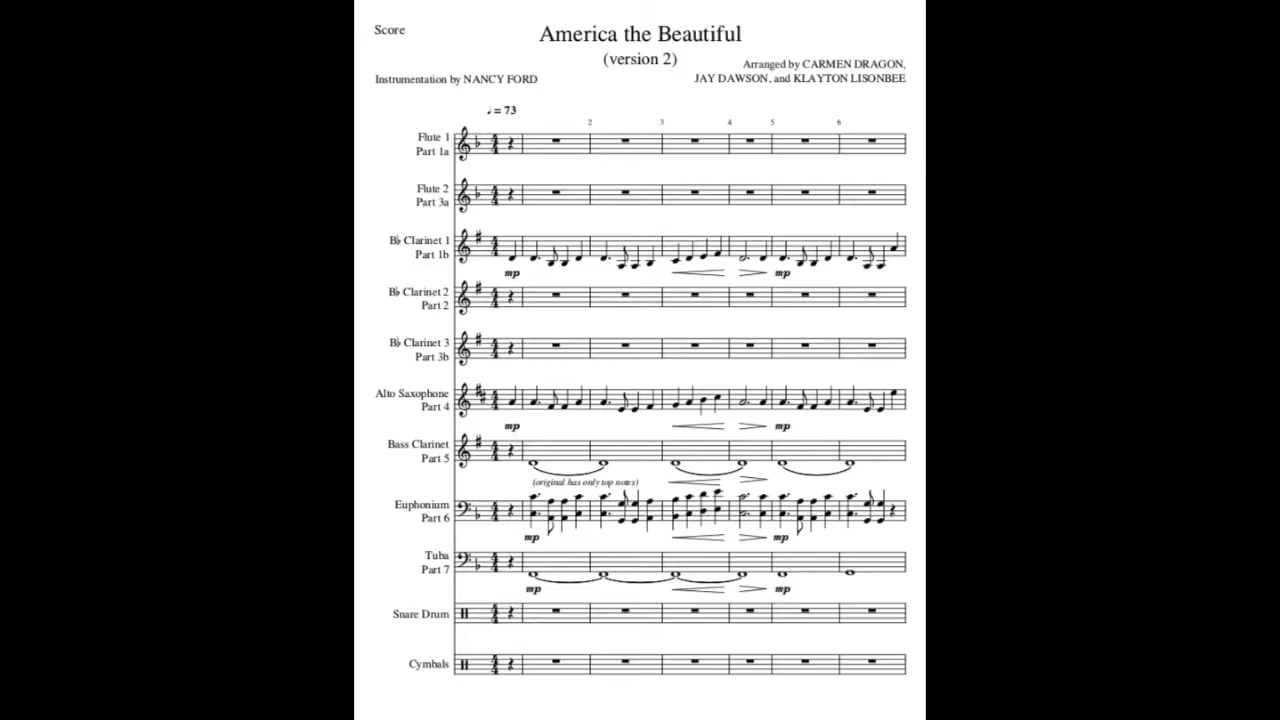 Score
America the Beautiful
(version 2)
Arranged by CARMEN DRAGON,
Instrumentation by NANCY FORD
JAY DAWSON, and KLAYTON LISONBEE
♩ = 73
2 3 4 5 6
Flute 1
Part 1a
Flute 2
Part 3a
B♭ Clarinet 1
Part 1b
mp mp
B♭ Clarinet 2
Part 2
B♭ Clarinet 3
Part 3b
Alto Saxophone
Part 4
mp mp
Bass Clarinet
Part 5
(original has only top notes)
Euphonium
Part 6
mp mp
Tuba
Part 7
mp mp
Snare Drum
Cymbals